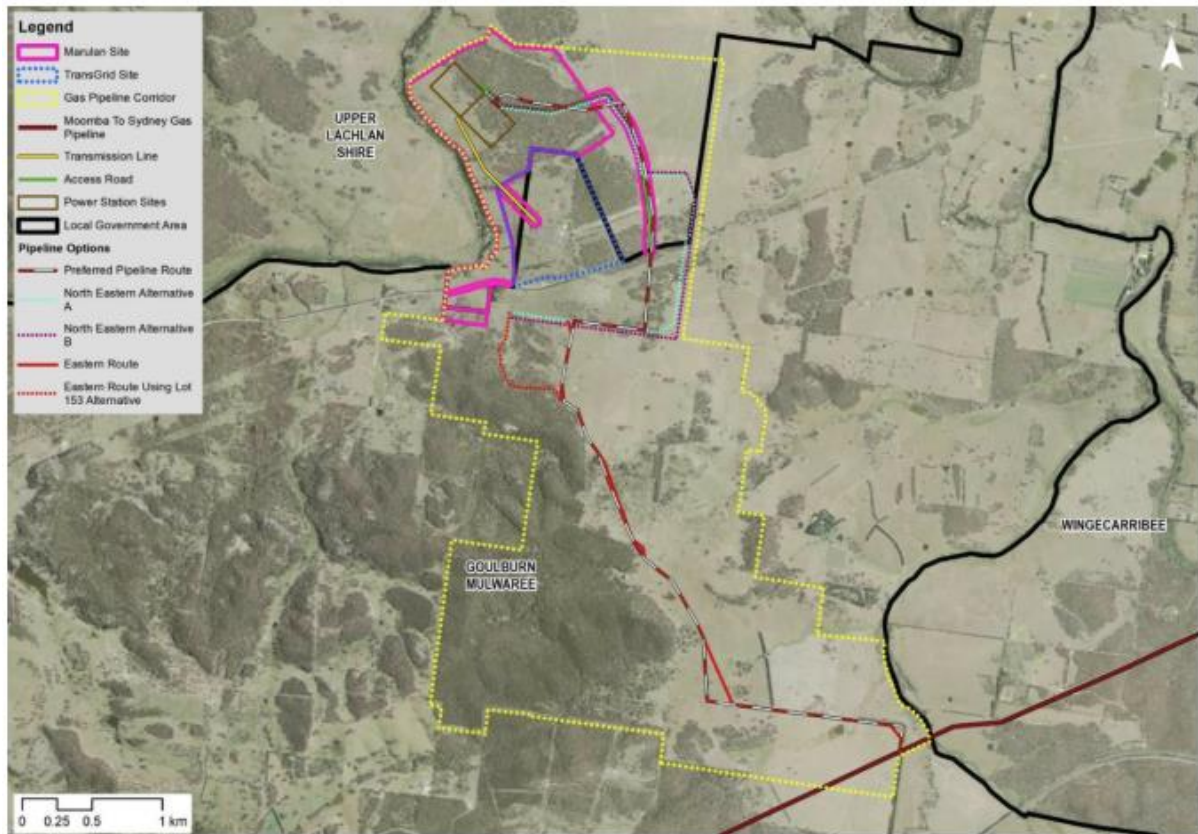 Legend
Marulan Site
TransGrid Site
Gas Pipeline Corridor
Moomba To Sydney Gas
Pipeline
Transmission Line
Access Road
Power Station Sites
Local Government Area
Pipeline Options
Preferred Pipeline Route
North Eastern Alternative
A
North Eastern Alternative
B
Eastern Route
Eastern Route Using Lot
153 Alternative
UPPER
LACHLAN
SHIRE
WINGECARRIBEE
GOULBURN
MULWAREE
0 0.25 0.5 1 km